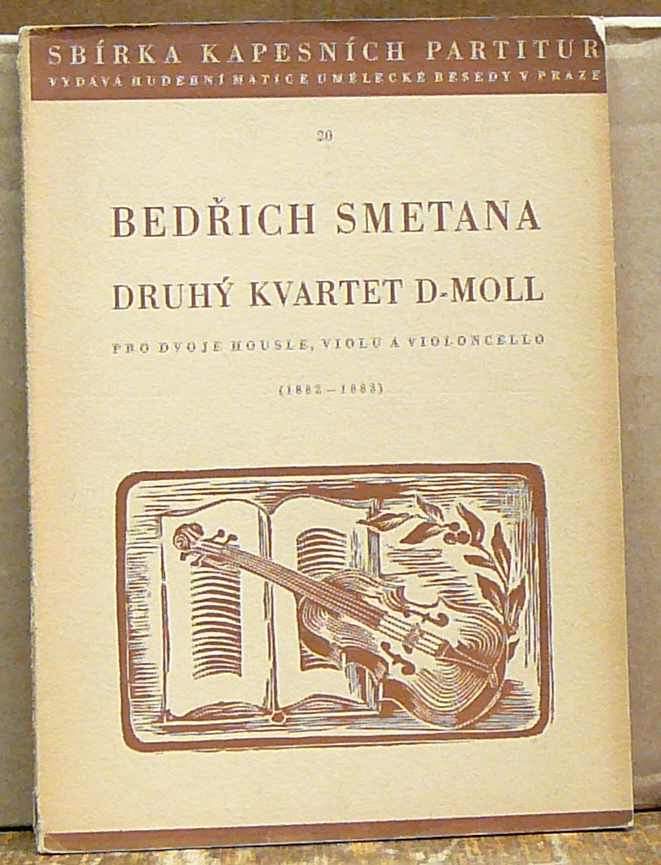 SBÍRKA KAPESNÍCH PARTITUR
VYDÁVÁ HUDEBNÍ MATICE UMĚLECKÉ BESEDY V PRAZE
20
BEDŘICH SMETANA
DRUHÝ KVARTET D-MOLL
PRO DVOJE HOUSLE, VIOLU A VIOLONCELLO
(1882—1883)